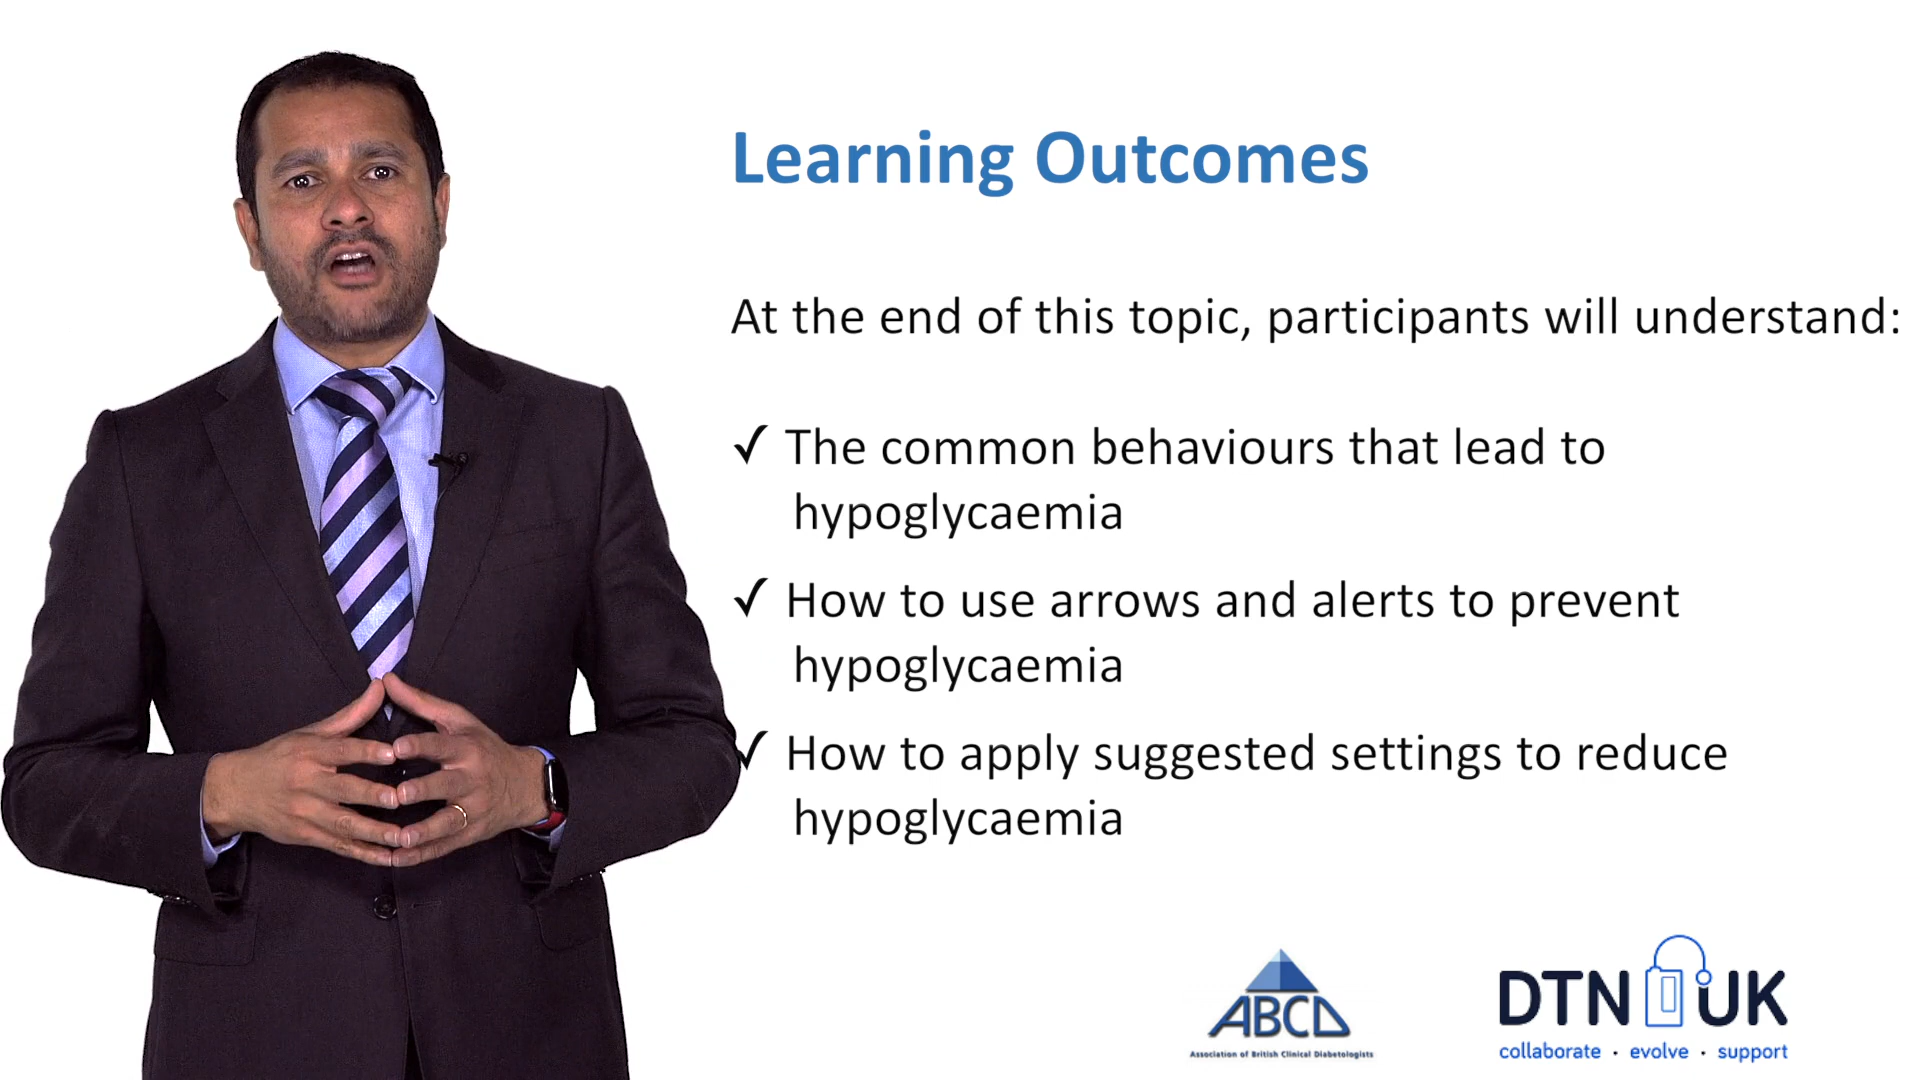 Learning Outcomes
At the end of this topic, participants will understand:
✓ The common behaviours that lead to
hypoglycaemia
✓ How to use arrows and alerts to prevent
hypoglycaemia
✓ How to apply suggested settings to reduce
hypoglycaemia
ABCD
Association of British Clinical Diabetologists
DTN UK
collaborate · evolve · support